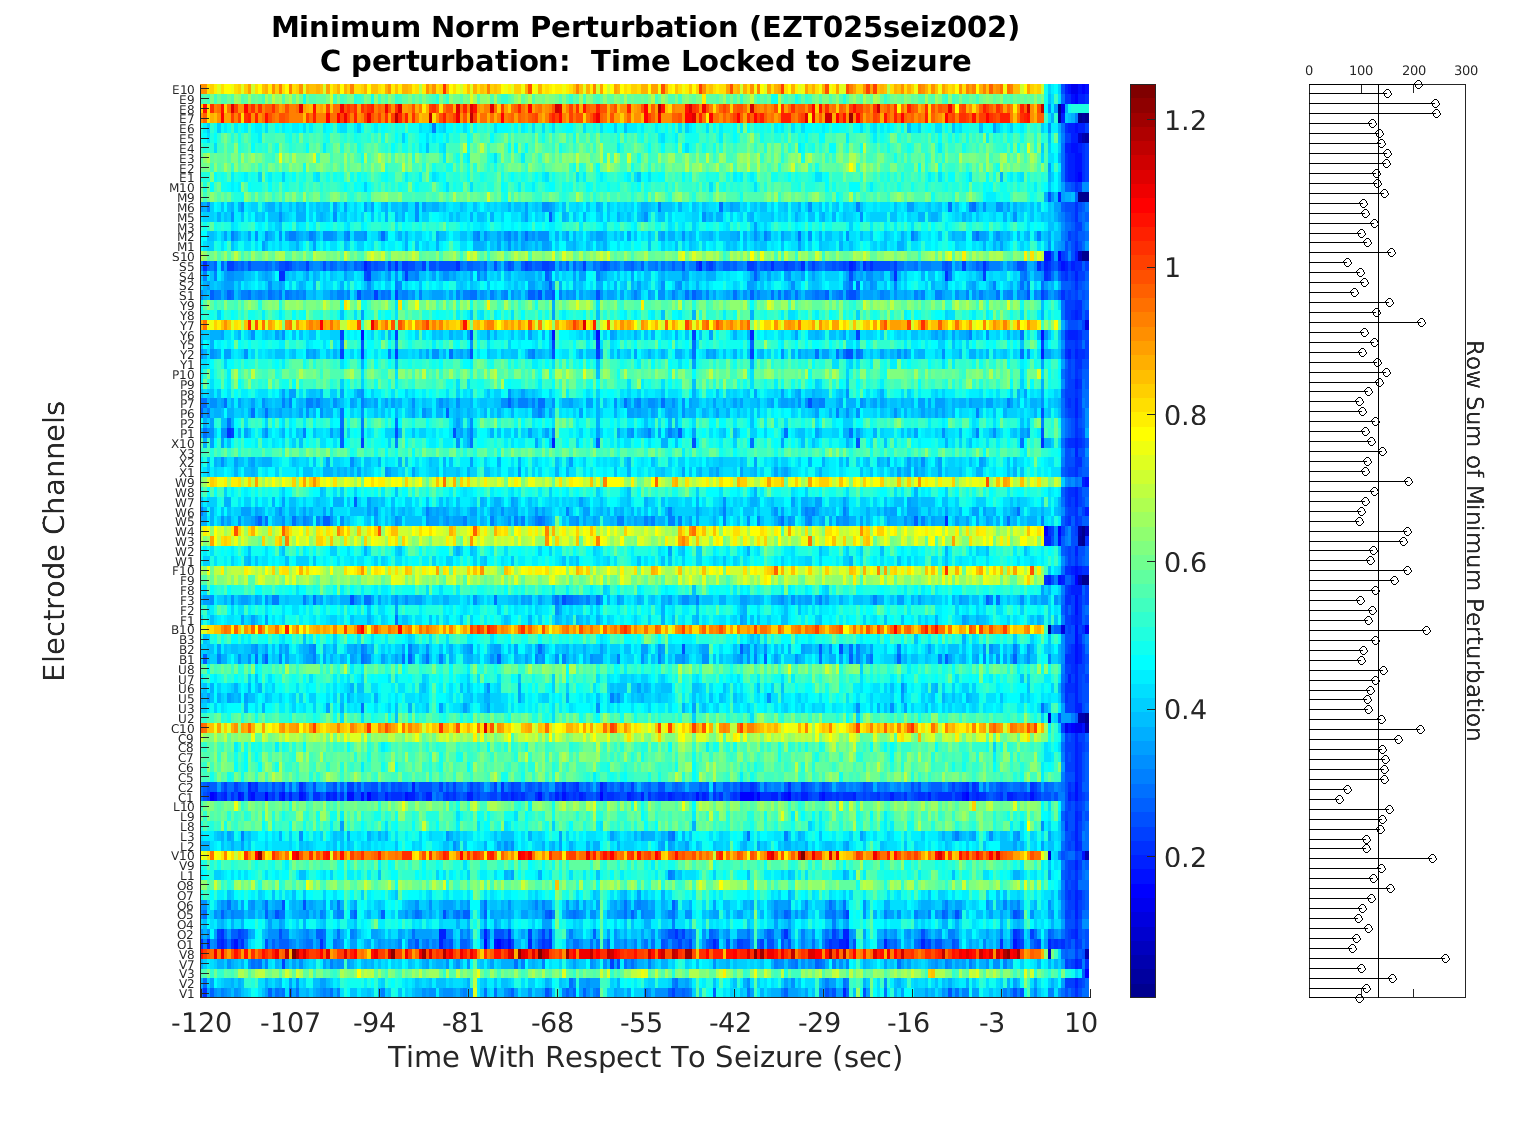 Minimum Norm Perturbation (EZT025seiz002)
C perturbation:  Time Locked to Seizure
Electrode Channels
E10
E9
E8
E7
E6
E5
E4
E3
E2
E1
M10
M9
M6
M5
M3
M2
M1
S10
S5
S4
S2
S1
Y9
Y8
Y7
Y6
Y5
Y2
Y1
P10
P9
P8
P7
P6
P2
P1
X10
X3
X2
X1
W9
W8
W7
W6
W5
W4
W3
W2
W1
F10
F9
F8
F3
F2
F1
B10
B3
B2
B1
U8
U7
U6
U5
U3
U2
C10
C9
C8
C7
C6
C5
C2
C1
L10
L9
L8
L3
L2
V10
V9
L1
O8
O7
O6
O5
O4
O2
O1
V8
V7
V3
V2
V1
-120 -107 -94 -81 -68 -55 -42 -29 -16 -3 10
Time With Respect To Seizure (sec)
1.2
1
0.8
0.6
0.4
0.2
0 100 200 300
Row Sum of Minimum Perturbation